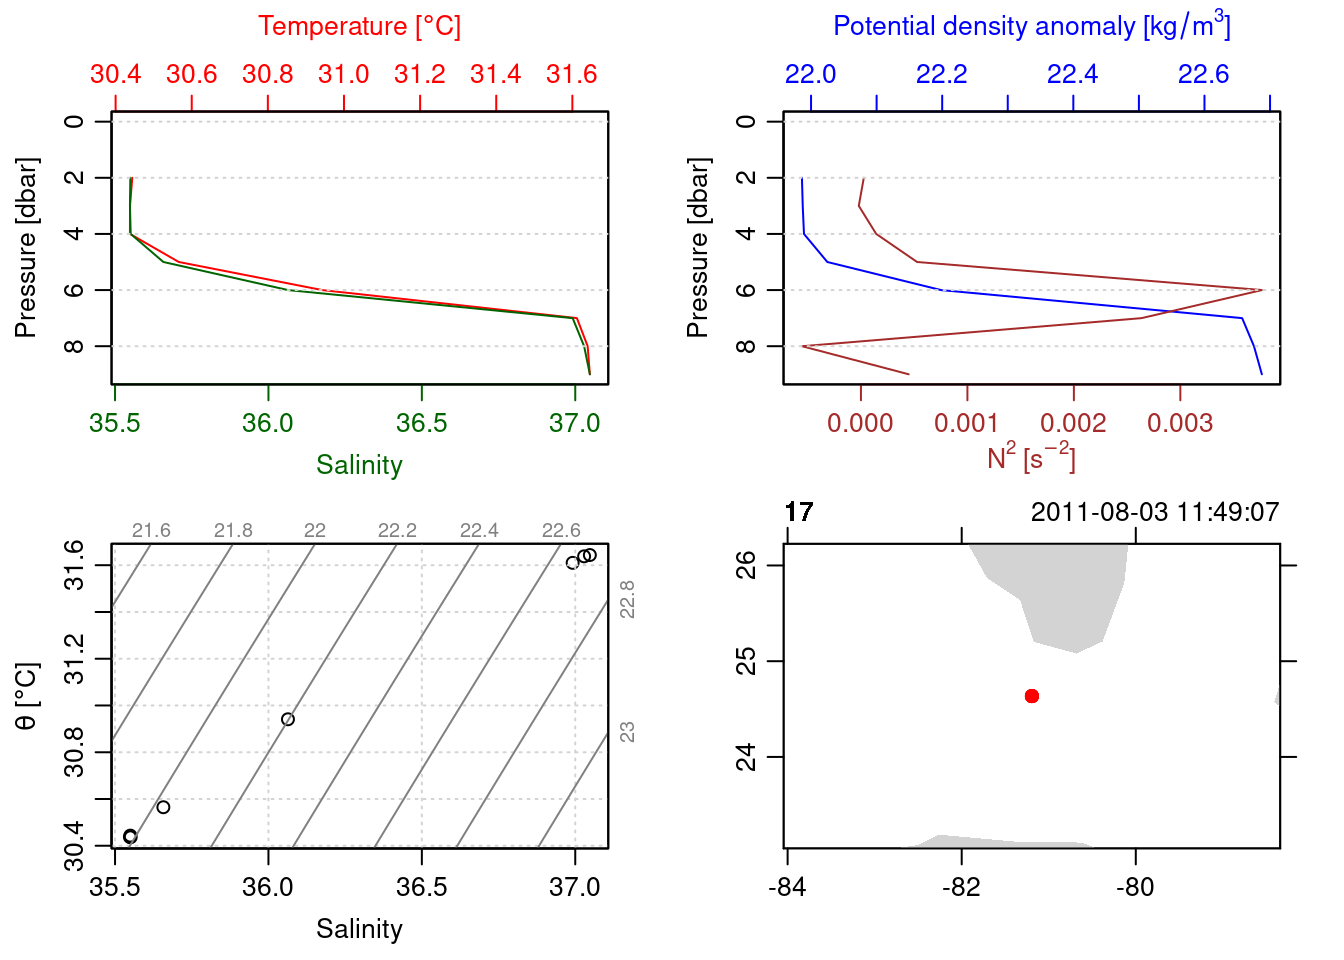 Temperature [°C]
30.4 30.6 30.8 31.0 31.2 31.4 31.6
Pressure [dbar]
0
2
4
6
8
35.5 36.0 36.5 37.0
Salinity
Potential density anomaly [kg/m³]
22.0 22.2 22.4 22.6
Pressure [dbar]
0
2
4
6
8
0.000 0.001 0.002 0.003
N² [s⁻²]
21.6 21.8 22 22.2 22.4 22.6
22.8
23
θ [°C]
31.6
31.2
30.8
30.4
35.5 36.0 36.5 37.0
Salinity
17 2011-08-03 11:49:07
26
25
24
-84 -82 -80